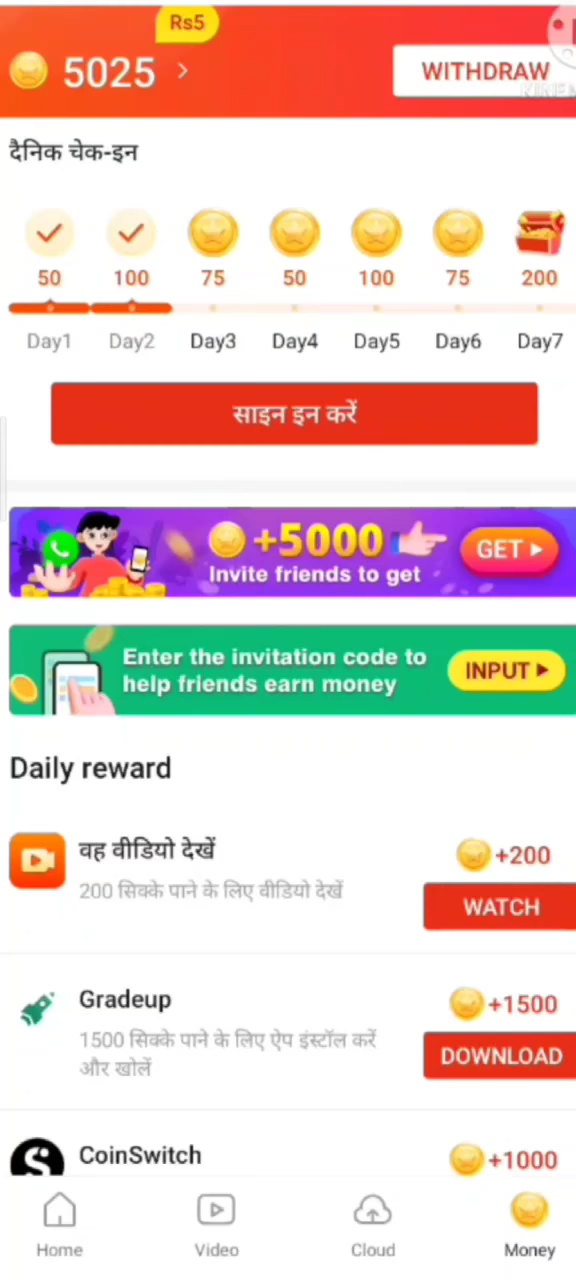 Rs5
5025
WITHDRAW
दैनिक चेक-इन
50 100 75 50 100 75 200
Day1 Day2 Day3 Day4 Day5 Day6 Day7
साइन इन करें
+5000
Invite friends to get
GET
Enter the invitation code to
help friends earn money
INPUT
Daily reward
वह वीडियो देखें
+200
200 सिक्के पाने के लिए वीडियो देखें
WATCH
Gradeup
+1500
1500 सिक्के पाने के लिए ऐप इंस्टॉल करें
और खोलें
DOWNLOAD
CoinSwitch
+1000
Home Video Cloud Money